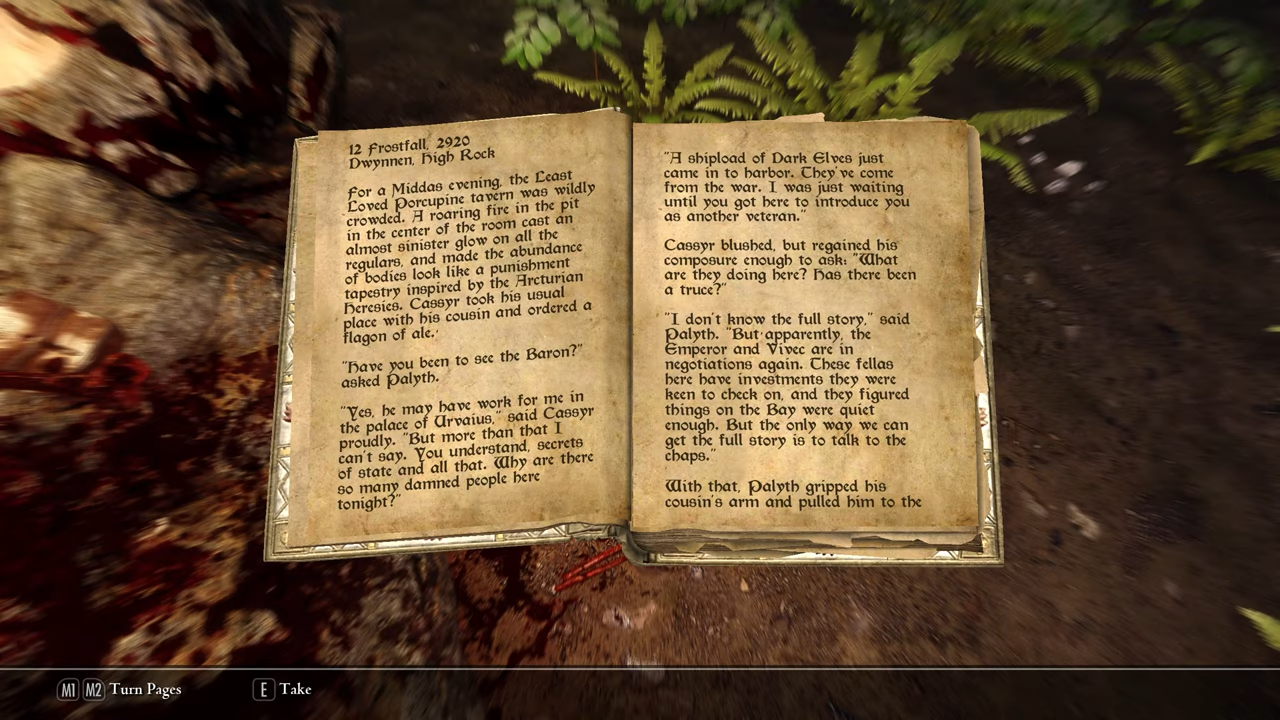 12 Frostfall, 2920
Dwynnen, High Rock
For a Middas evening, the Least
Loved Porcupine tavern was wildly
crowded. A roaring fire in the pit
in the center of the room cast an
almost sinister glow on all the
regulars, and made the abundance
of bodies look like a punishment
tapestry inspired by the Arcturian
Heresies. Cassyr took his usual
place with his cousin and ordered a
flagon of ale.
"Have you been to see the Baron?"
asked Palyth.
"Yes, he may have work for me in
the palace of Urvaius," said Cassyr
proudly. "But more than that I
can't say. You understand, secrets
of state and all that. Why are there
so many damned people here
tonight?"
"A shipload of Dark Elves just
came in to harbor. They've come
from the war. I was just waiting
until you got here to introduce you
as another veteran."
Cassyr blushed, but regained his
composure enough to ask: "What
are they doing here? Has there been
a truce?"
"I don't know the full story," said
Palyth. "But apparently, the
Emperor and Vivec are in
negotiations again. These fellas
here have investments they were
keen to check on, and they figured
things on the Bay were quiet
enough. But the only way we can
get the full story is to talk to the
chaps."
With that, Palyth gripped his
cousin's arm and pulled him to the
M1 M2 Turn Pages
E Take